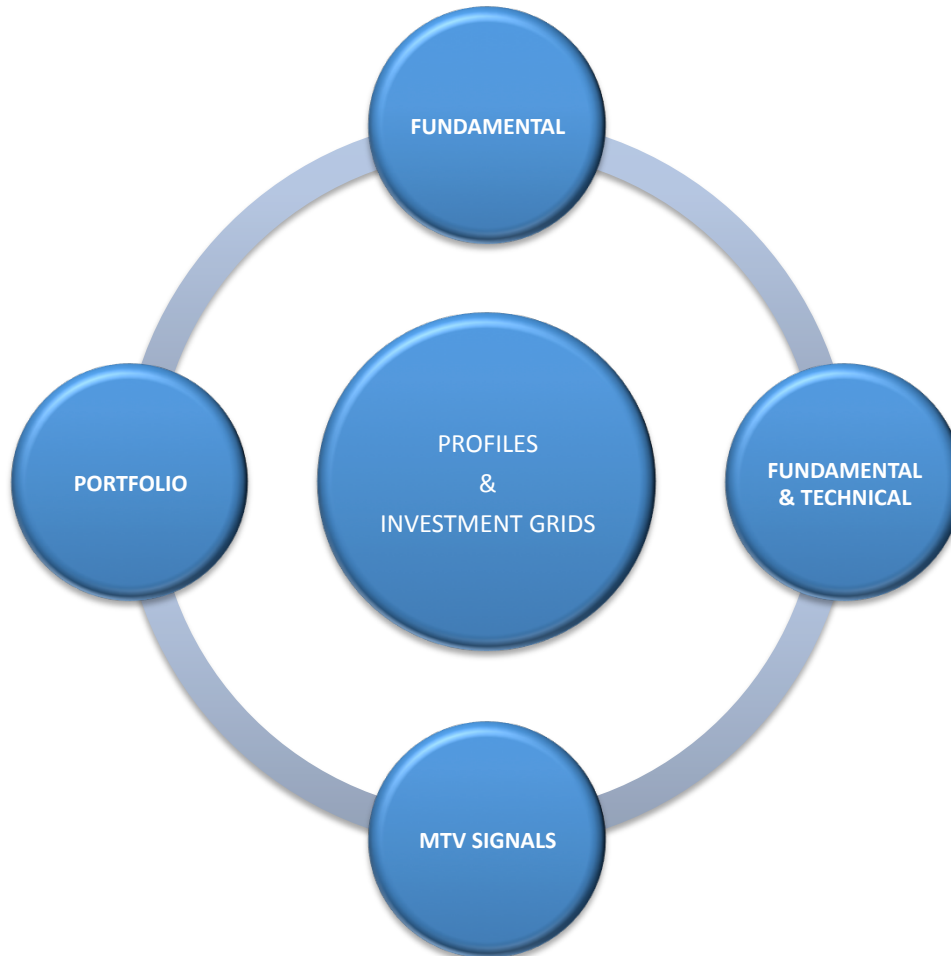 FUNDAMENTAL
PROFILES
&
INVESTMENT GRIDS
PORTFOLIO
FUNDAMENTAL
& TECHNICAL
MTV SIGNALS